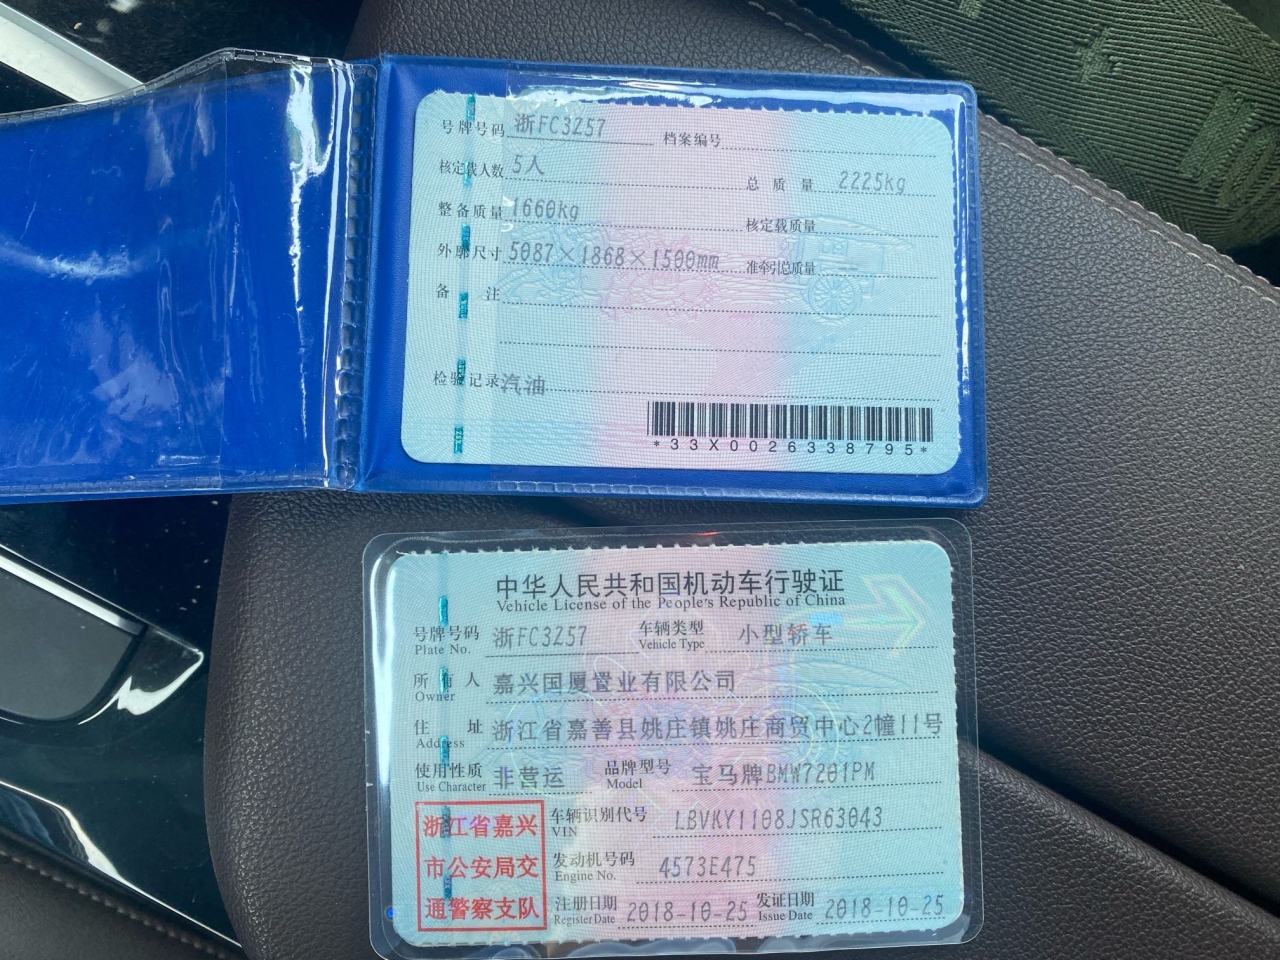 号牌号码 浙FC3Z57 档案编号
核定载人数 5人 总质量 2225kg
整备质量 1660kg 核定载质量
外廓尺寸 5087×1868×1500mm 准牵引总质量
备注
检验记录 汽油
*33X0026338795*
中华人民共和国机动车行驶证
Vehicle License of the People's Republic of China
号牌号码 浙FC3Z57 车辆类型 小型轿车
Plate No. Vehicle Type
所有人 嘉兴国厦置业有限公司
Owner
住址 浙江省嘉善县姚庄镇姚庄商贸中心2幢11号
Address
使用性质 非营运 品牌型号 宝马牌BMW7201PM
Use Character Model
浙江省嘉兴
市公安局交
通警察支队
车辆识别代号 LBVKY1108JSR63043
VIN
发动机号码 4573E475
Engine No.
注册日期 2018-10-25 发证日期 2018-10-25
Register Date Issue Date